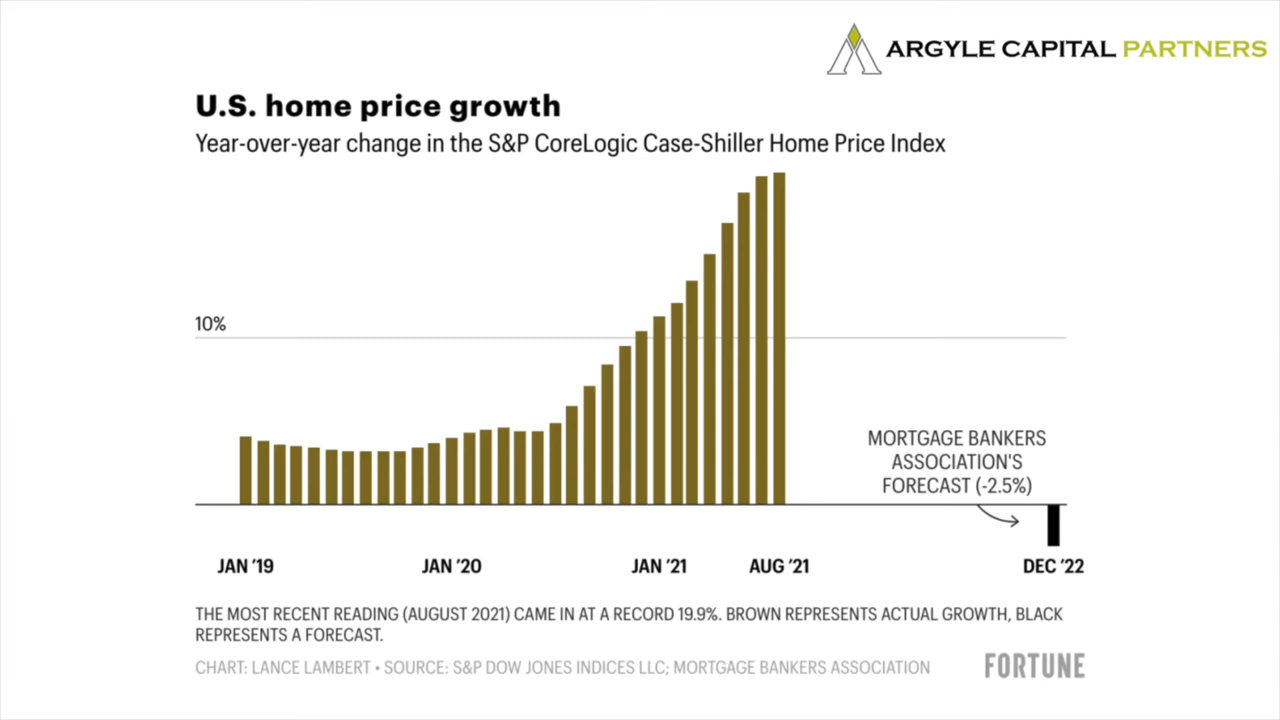 ARGYLE CAPITAL PARTNERS
U.S. home price growth
Year-over-year change in the S&P CoreLogic Case-Shiller Home Price Index
10%
MORTGAGE BANKERS
ASSOCIATION'S
FORECAST (-2.5%)
JAN '19 JAN '20 JAN '21 AUG '21 DEC '22
THE MOST RECENT READING (AUGUST 2021) CAME IN AT A RECORD 19.9%. BROWN REPRESENTS ACTUAL GROWTH, BLACK
REPRESENTS A FORECAST.
CHART: LANCE LAMBERT • SOURCE: S&P DOW JONES INDICES LLC; MORTGAGE BANKERS ASSOCIATION
FORTUNE